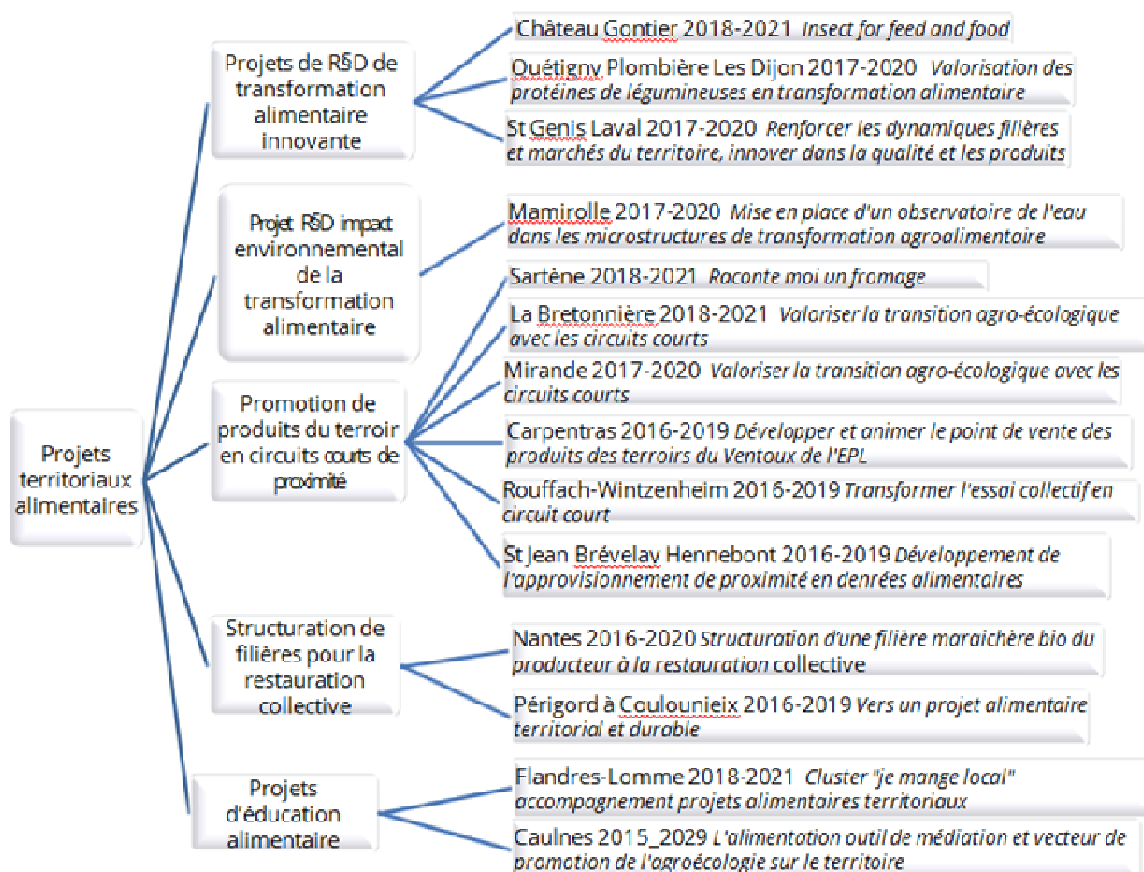 Projets
territoriaux
alimentaires
Projets de R§D de
transformation
alimentaire
innovante
Château Gontier 2018-2021 Insect for feed and food
Quétigny Plombière Les Dijon 2017-2020 Valorisation des
protéines de légumineuses en transformation alimentaire
St Genis Laval 2017-2020 Renforcer les dynamiques filières
et marchés du territoire, innover dans la qualité et les produits
Projet R§D impact
environnemental
de la
transformation
alimentaire
Mamirolle 2017-2020 Mise en place d'un observatoire de l'eau
dans les microstructures de transformation agroalimentaire
Promotion de
produits du terroir
en circuits courts de
proximité
Sartène 2018-2021 Raconte moi un fromage
La Bretonnière 2018-2021 Valoriser la transition agro-écologique
avec les circuits courts
Mirande 2017-2020 Valoriser la transition agro-écologique avec les
circuits courts
Carpentras 2016-2019 Développer et animer le point de vente des
produits des terroirs du Ventoux de l'EPL
Rouffach-Wintzenheim 2016-2019 Transformer l'essai collectif en
circuit court
St Jean Brévelay Hennebont 2016-2019 Développement de
l'approvisionnement de proximité en denrées alimentaires
Structuration de
filières pour la
restauration
collective
Nantes 2016-2020 Structuration d'une filière maraichère bio du
producteur à la restauration collective
Périgord à Coulounieix 2016-2019 Vers un projet alimentaire
territorial et durable
Projets
d'éducation
alimentaire
Flandres-Lomme 2018-2021 Cluster "je mange local"
accompagnement projets alimentaires territoriaux
Caulnes 2015_2029 L'alimentation outil de médiation et vecteur de
promotion de l'agroécologie sur le territoire